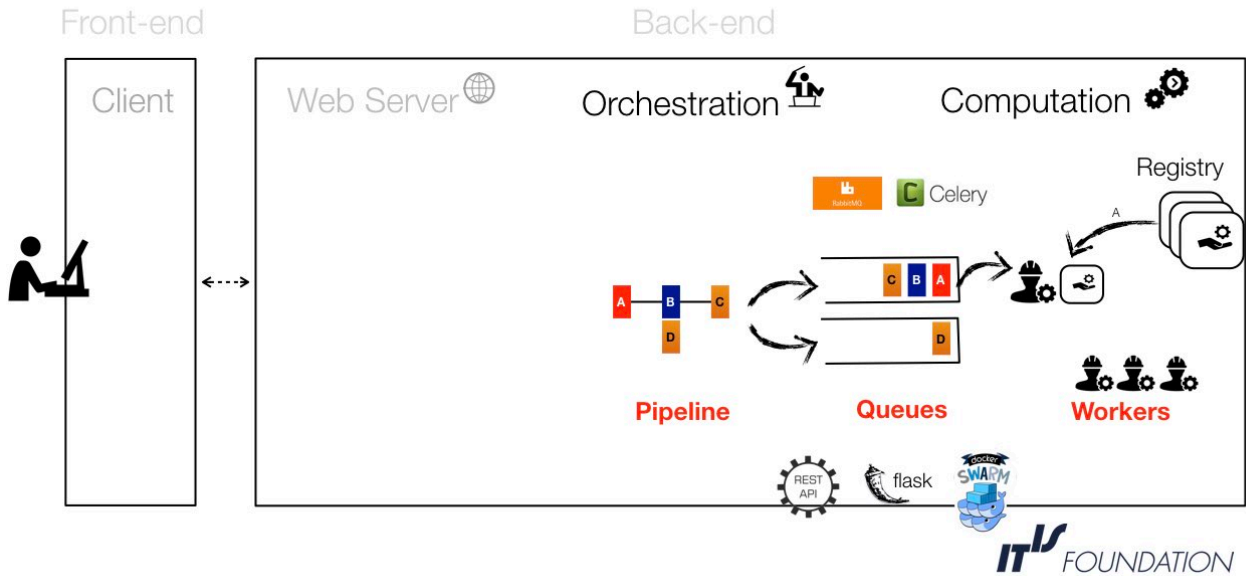 Front-end
Back-end
Client
Web Server
Orchestration
Computation
Registry
RabbitMQ
C Celery
A
C B A
A B C
D
D
Pipeline
Queues
Workers
REST
API
flask
docker
SWARM
IT'IS FOUNDATION